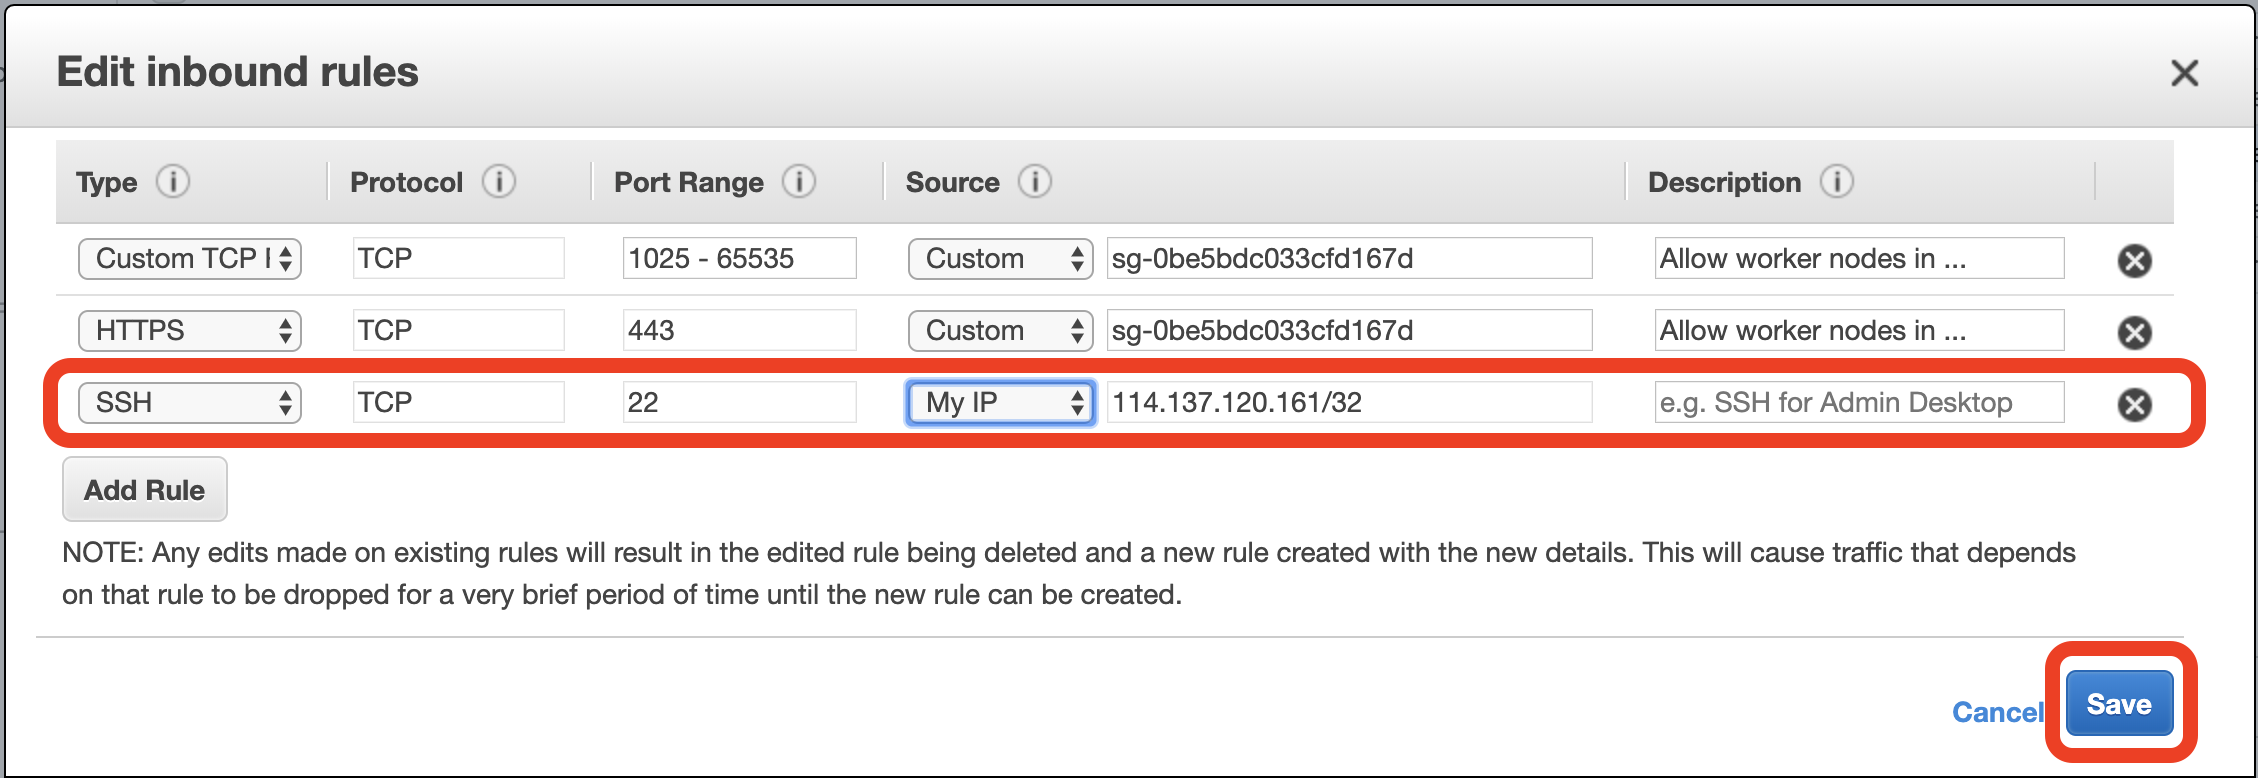 Edit inbound rules
Type Protocol Port Range Source Description
Custom TCP TCP 1025 - 65535 Custom sg-0be5bdc033cfd167d Allow worker nodes in ...
HTTPS TCP 443 Custom sg-0be5bdc033cfd167d Allow worker nodes in ...
SSH TCP 22 My IP 114.137.120.161/32 e.g. SSH for Admin Desktop
Add Rule
NOTE: Any edits made on existing rules will result in the edited rule being deleted and a new rule created with the new details. This will cause traffic that depends
on that rule to be dropped for a very brief period of time until the new rule can be created.
Cancel Save